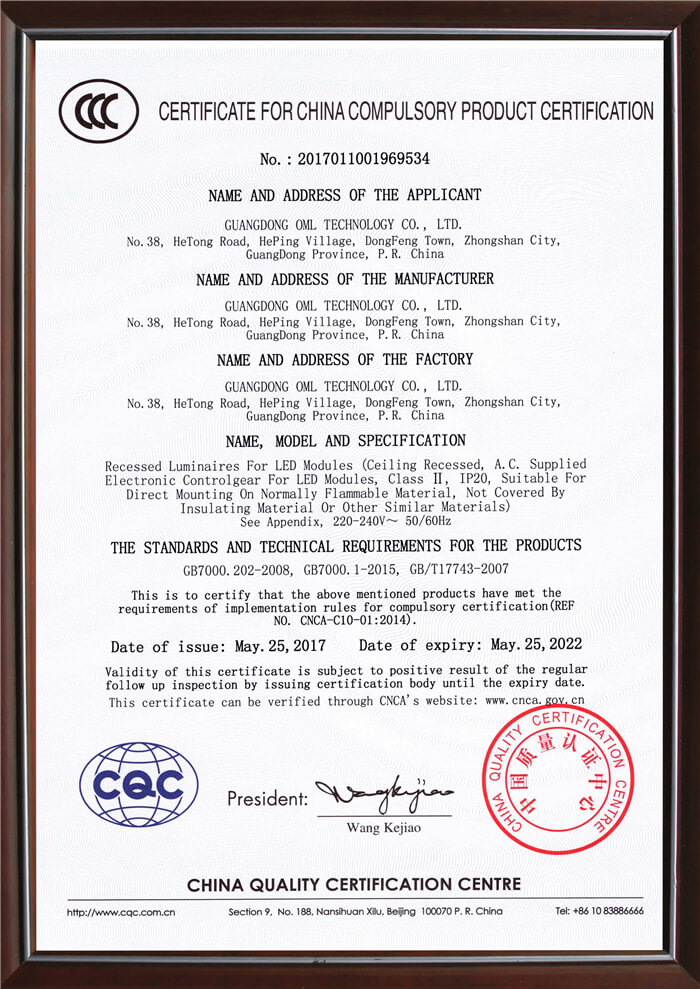 CCC
CERTIFICATE FOR CHINA COMPULSORY PRODUCT CERTIFICATION
No. : 2017011001969534
NAME AND ADDRESS OF THE APPLICANT
GUANGDONG OML TECHNOLOGY CO., LTD.
No.38, HeTong Road, HePing Village, DongFeng Town, Zhongshan City,
GuangDong Province, P.R. China
NAME AND ADDRESS OF THE MANUFACTURER
GUANGDONG OML TECHNOLOGY CO., LTD.
No.38, HeTong Road, HePing Village, DongFeng Town, Zhongshan City,
GuangDong Province, P.R. China
NAME AND ADDRESS OF THE FACTORY
GUANGDONG OML TECHNOLOGY CO., LTD.
No.38, HeTong Road, HePing Village, DongFeng Town, Zhongshan City,
GuangDong Province, P.R. China
NAME, MODEL AND SPECIFICATION
Recessed Luminaires For LED Modules (Ceiling Recessed, A.C. Supplied
Electronic Controlgear For LED Modules, Class Ⅱ, IP20, Suitable For
Direct Mounting On Normally Flammable Material, Not Covered By
Insulating Material Or Other Similar Materials)
See Appendix, 220-240V～ 50/60Hz
THE STANDARDS AND TECHNICAL REQUIREMENTS FOR THE PRODUCTS
GB7000.202-2008, GB7000.1-2015, GB/T17743-2007
This is to certify that the above mentioned products have met the
requirements of implementation rules for compulsory certification(REF
NO. CNCA-C10-01:2014).
Date of issue: May.25,2017 Date of expiry: May.25,2022
Validity of this certificate is subject to positive result of the regular
follow up inspection by issuing certification body until the expiry date.
This certificate can be verified through CNCA's website: www.cnca.gov.cn
CHINA QUALITY CERTIFICATION CENTRE
中国质量认证中心
CQC
President: Wangkejiao
Wang Kejiao
CHINA QUALITY CERTIFICATION CENTRE
http://www.cqc.com.cn Section 9, No. 188, Nansihuan Xilu, Beijing 100070 P. R. China Tel: +86 10 83886666